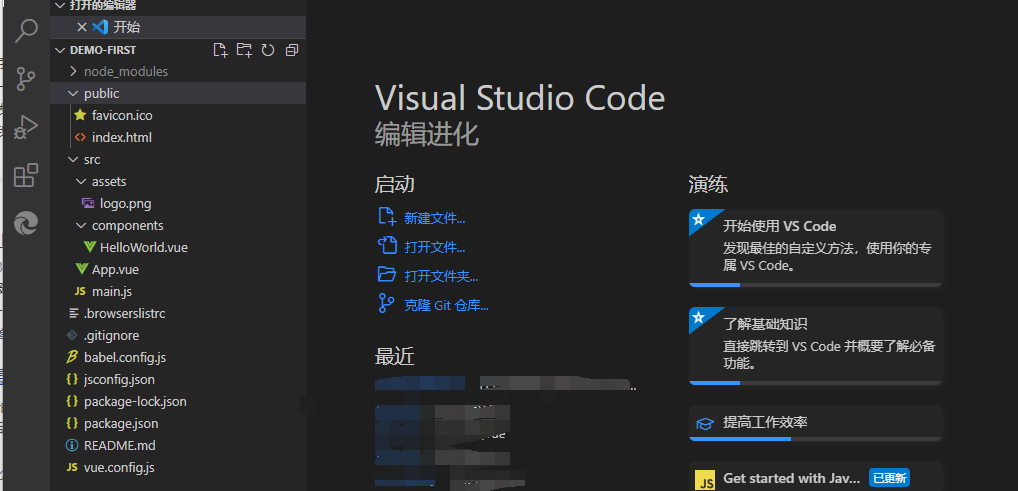 打开的编辑器
开始
DEMO-FIRST
node_modules
public
favicon.ico
index.html
src
assets
logo.png
components
HelloWorld.vue
App.vue
JS main.js
.browserslistrc
.gitignore
babel.config.js
{} jsconfig.json
{} package-lock.json
{} package.json
README.md
JS vue.config.js
Visual Studio Code
编辑进化
启动
新建文件...
打开文件...
打开文件夹...
克隆 Git 仓库...
最近
演练
开始使用 VS Code
发现最佳的自定义方法，使用你的专
属 VS Code。
了解基础知识
直接跳转到 VS Code 并概要了解必备
功能。
提高工作效率
JS Get started with Jav... 已更新